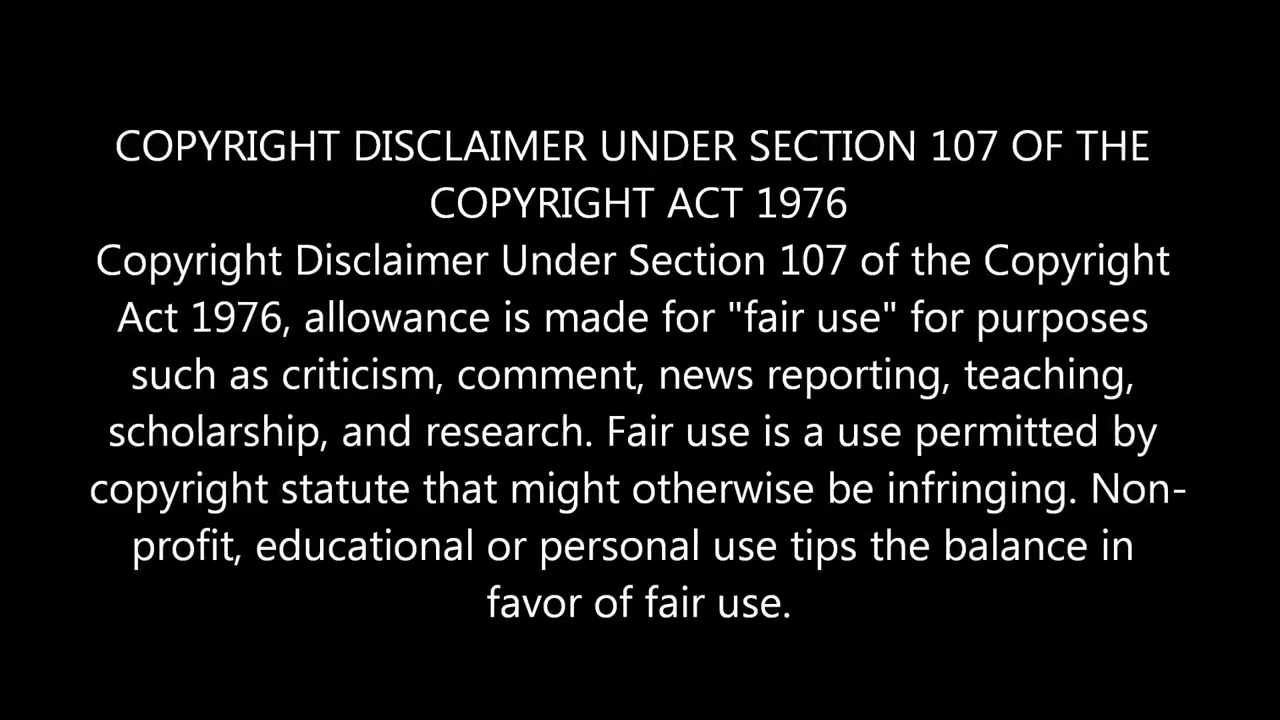 COPYRIGHT DISCLAIMER UNDER SECTION 107 OF THE
COPYRIGHT ACT 1976
Copyright Disclaimer Under Section 107 of the Copyright
Act 1976, allowance is made for "fair use" for purposes
such as criticism, comment, news reporting, teaching,
scholarship, and research. Fair use is a use permitted by
copyright statute that might otherwise be infringing. Non-
profit, educational or personal use tips the balance in
favor of fair use.